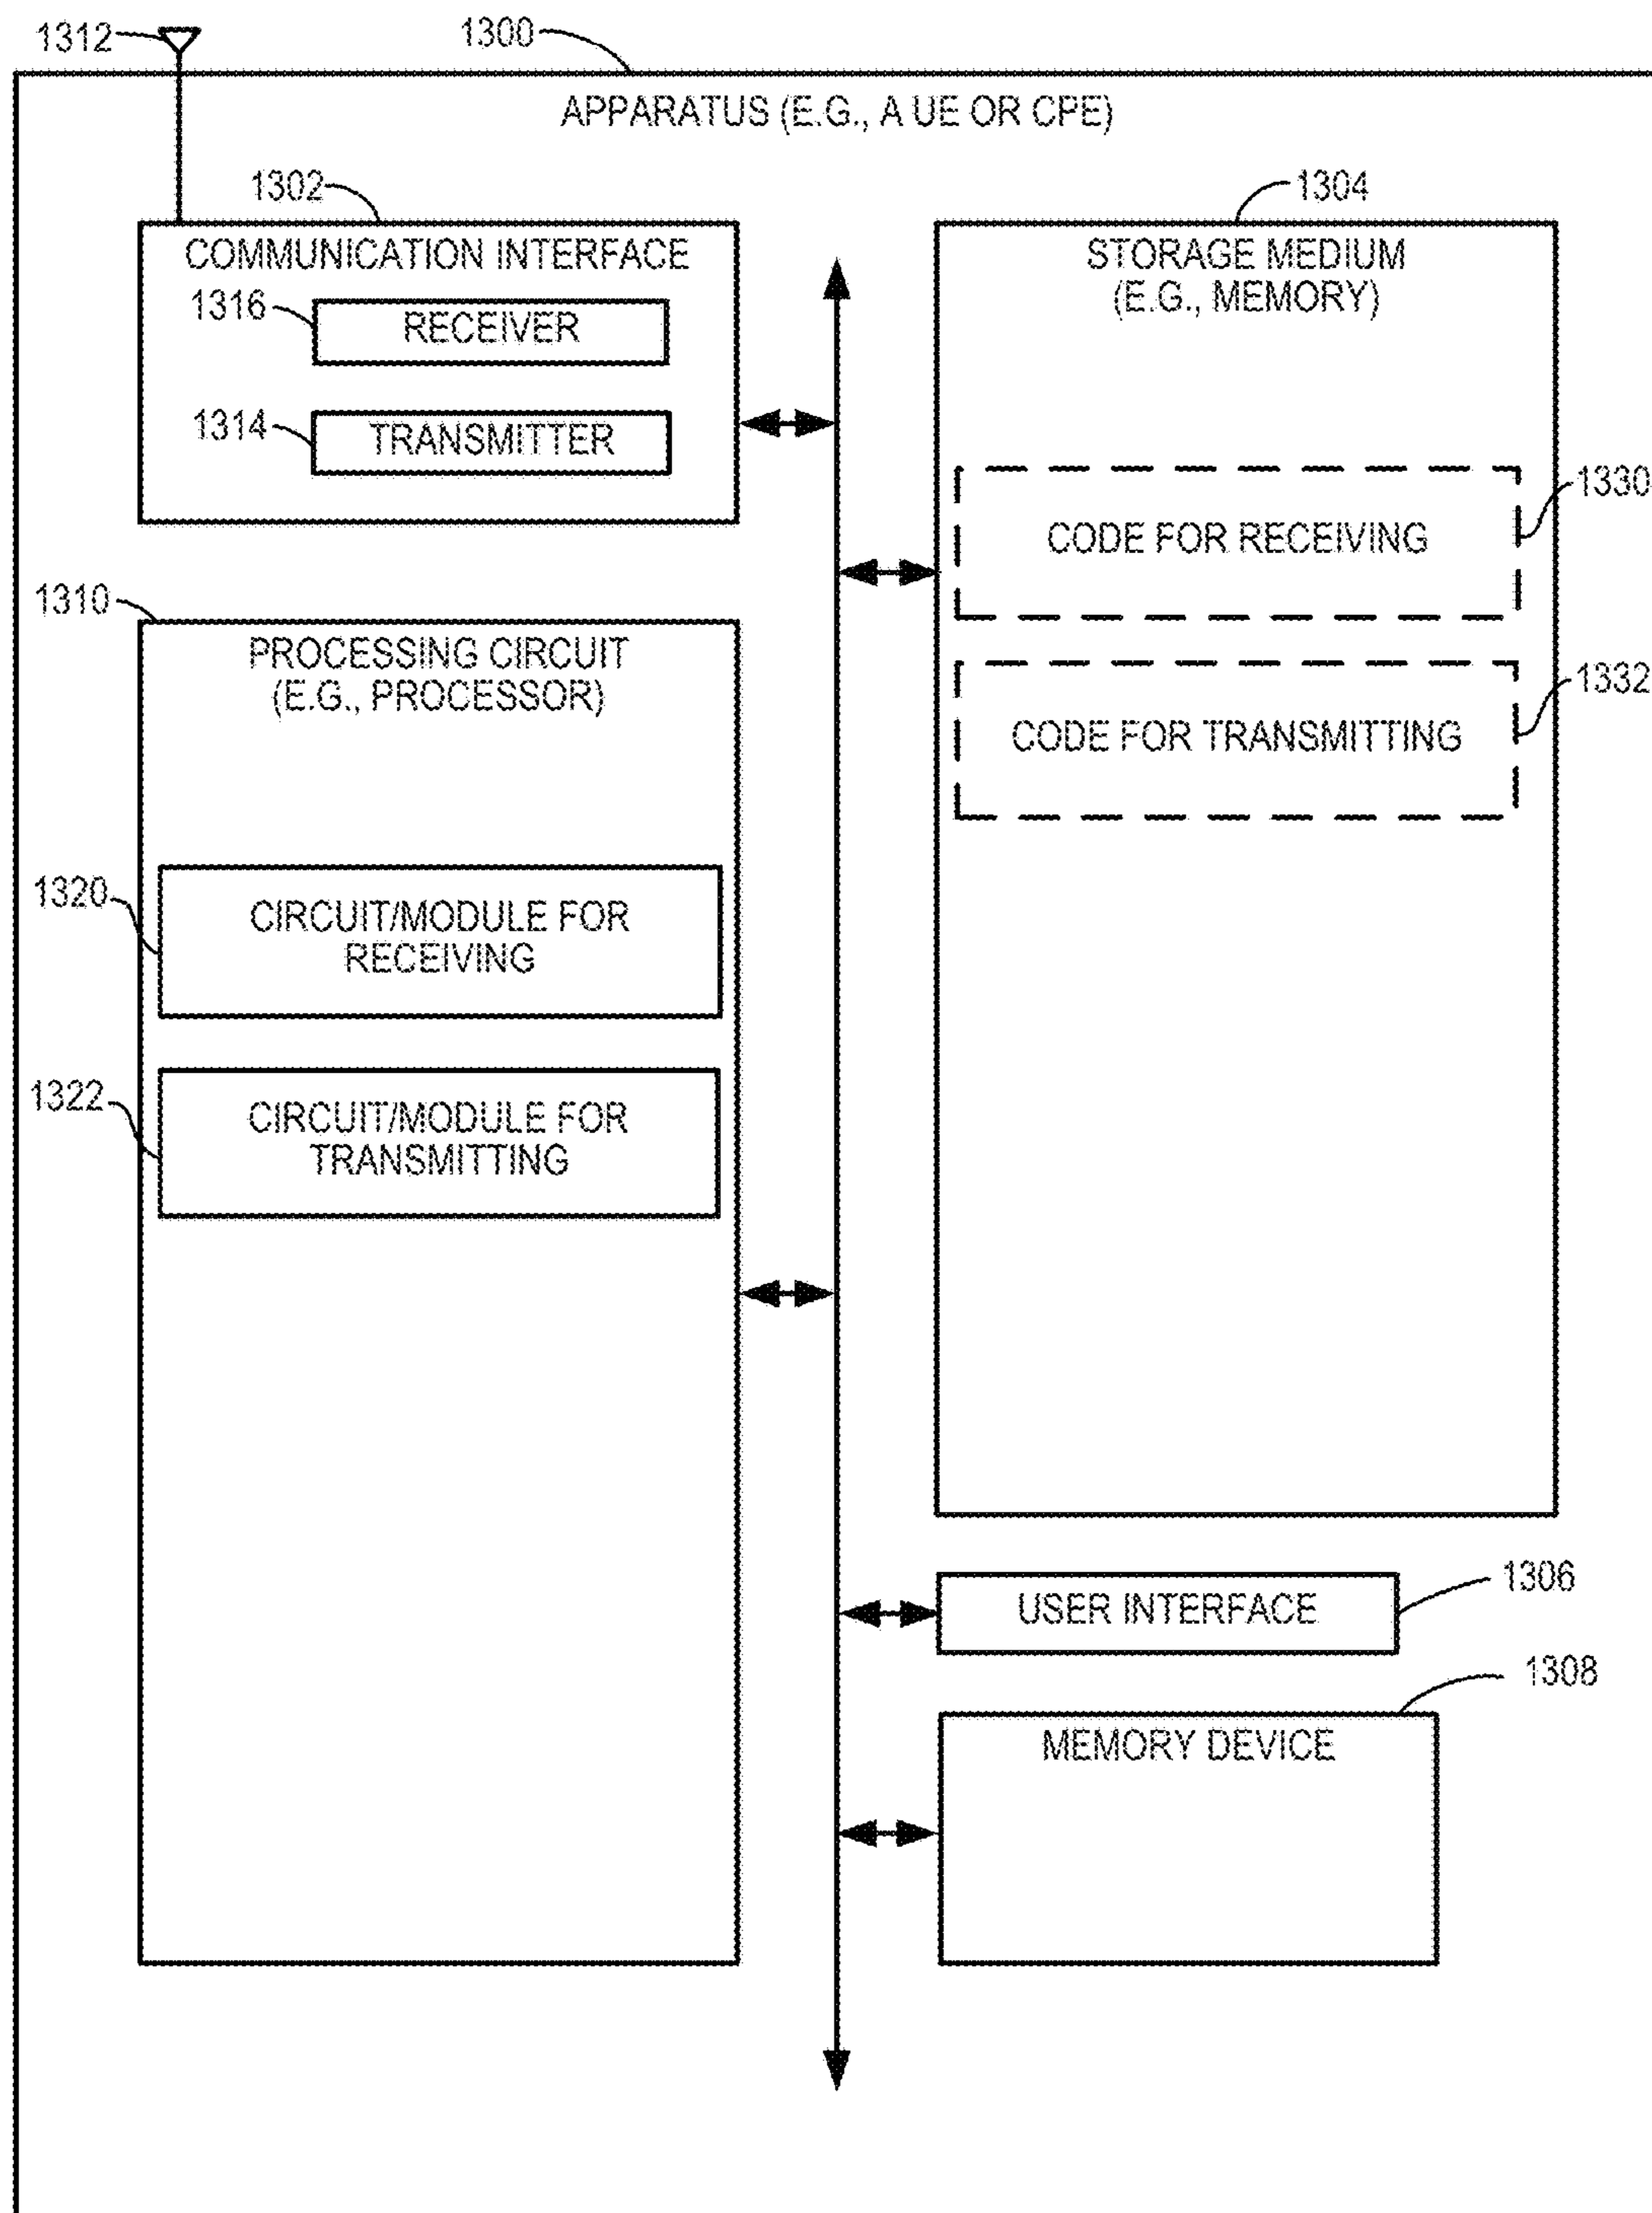 1312
1300
APPARATUS (E.G., A UE OR CPE)
1302
COMMUNICATION INTERFACE
1316
RECEIVER
1314
TRANSMITTER
1304
STORAGE MEDIUM
(E.G., MEMORY)
1330
CODE FOR RECEIVING
1332
CODE FOR TRANSMITTING
1310
PROCESSING CIRCUIT
(E.G., PROCESSOR)
1320
CIRCUIT/MODULE FOR
RECEIVING
1322
CIRCUIT/MODULE FOR
TRANSMITTING
1306
USER INTERFACE
1308
MEMORY DEVICE